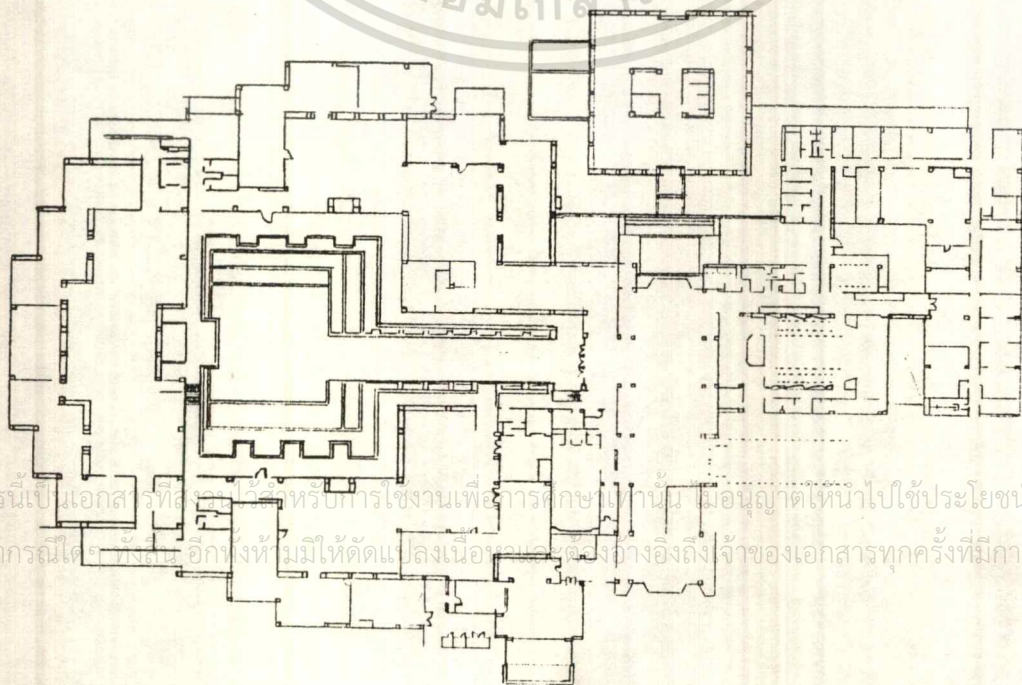 รนี้เป็นเอกสารที่สงวนไว้สำหรับการใช้งานเพื่อการศึกษาเท่านั้น ไม่อนุญาตให้นำไปใช้ประโยชน์
ากรณีใดๆ ทั้งสิ้น อีกทั้งห้ามมิให้ดัดแปลงเนื้อหาและต้องอ้างอิงถึงเจ้าของเอกสารทุกครั้งที่มีกา